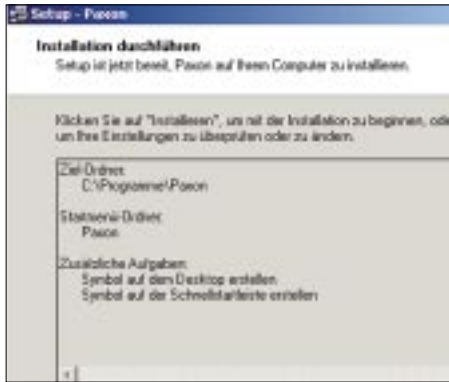 Setup - Paxon
Installation durchführen
Setup ist jetzt bereit, Paxon auf Ihrem Computer zu installieren.
Klicken Sie auf "Installieren", um mit der Installation zu beginnen, ode
um Ihre Einstellungen zu überprüfen oder zu ändern.
Ziel-Ordner:
C:\Programme\Paxon
Startmenü-Ordner:
Paxon
Zusätzliche Aufgaben:
Symbol auf dem Desktop erstellen
Symbol auf der Schnellstartleiste erstellen